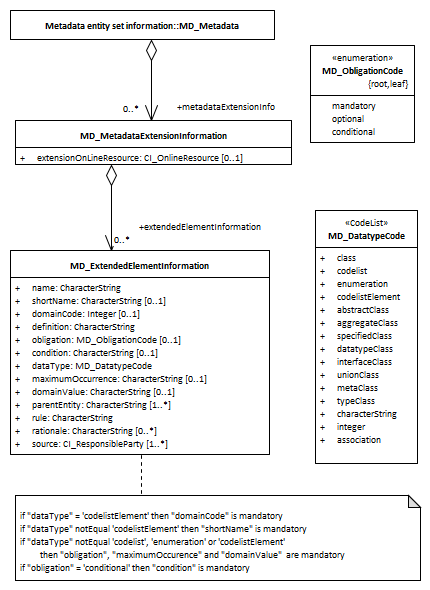 Metadata entity set information::MD_Metadata
0..*
+metadataExtensionInfo
MD_MetadataExtensionInformation
+ extensionOnLineResource: CI_OnlineResource [0..1]
+extendedElementInformation
0..*
MD_ExtendedElementInformation
+ name: CharacterString
+ shortName: CharacterString [0..1]
+ domainCode: Integer [0..1]
+ definition: CharacterString
+ obligation: MD_ObligationCode [0..1]
+ condition: CharacterString [0..1]
+ dataType: MD_DatatypeCode
+ maximumOccurrence: CharacterString [0..1]
+ domainValue: CharacterString [0..1]
+ parentEntity: CharacterString [1..*]
+ rule: CharacterString
+ rationale: CharacterString [0..*]
+ source: CI_ResponsibleParty [1..*]
«enumeration»
MD_ObligationCode
{root,leaf}
mandatory
optional
conditional
«CodeList»
MD_DatatypeCode
+ class
+ codelist
+ enumeration
+ codelistElement
+ abstractClass
+ aggregateClass
+ specifiedClass
+ datatypeClass
+ interfaceClass
+ unionClass
+ metaClass
+ typeClass
+ characterString
+ integer
+ association
if "dataType" = 'codelistElement' then "domainCode" is mandatory
if "dataType" notEqual 'codelistElement' then "shortName" is mandatory
if "dataType" notEqual 'codelist', 'enumeration' or 'codelistElement'
then "obligation", "maximumOccurence" and "domainValue" are mandatory
if "obligation" = 'conditional' then "condition" is mandatory